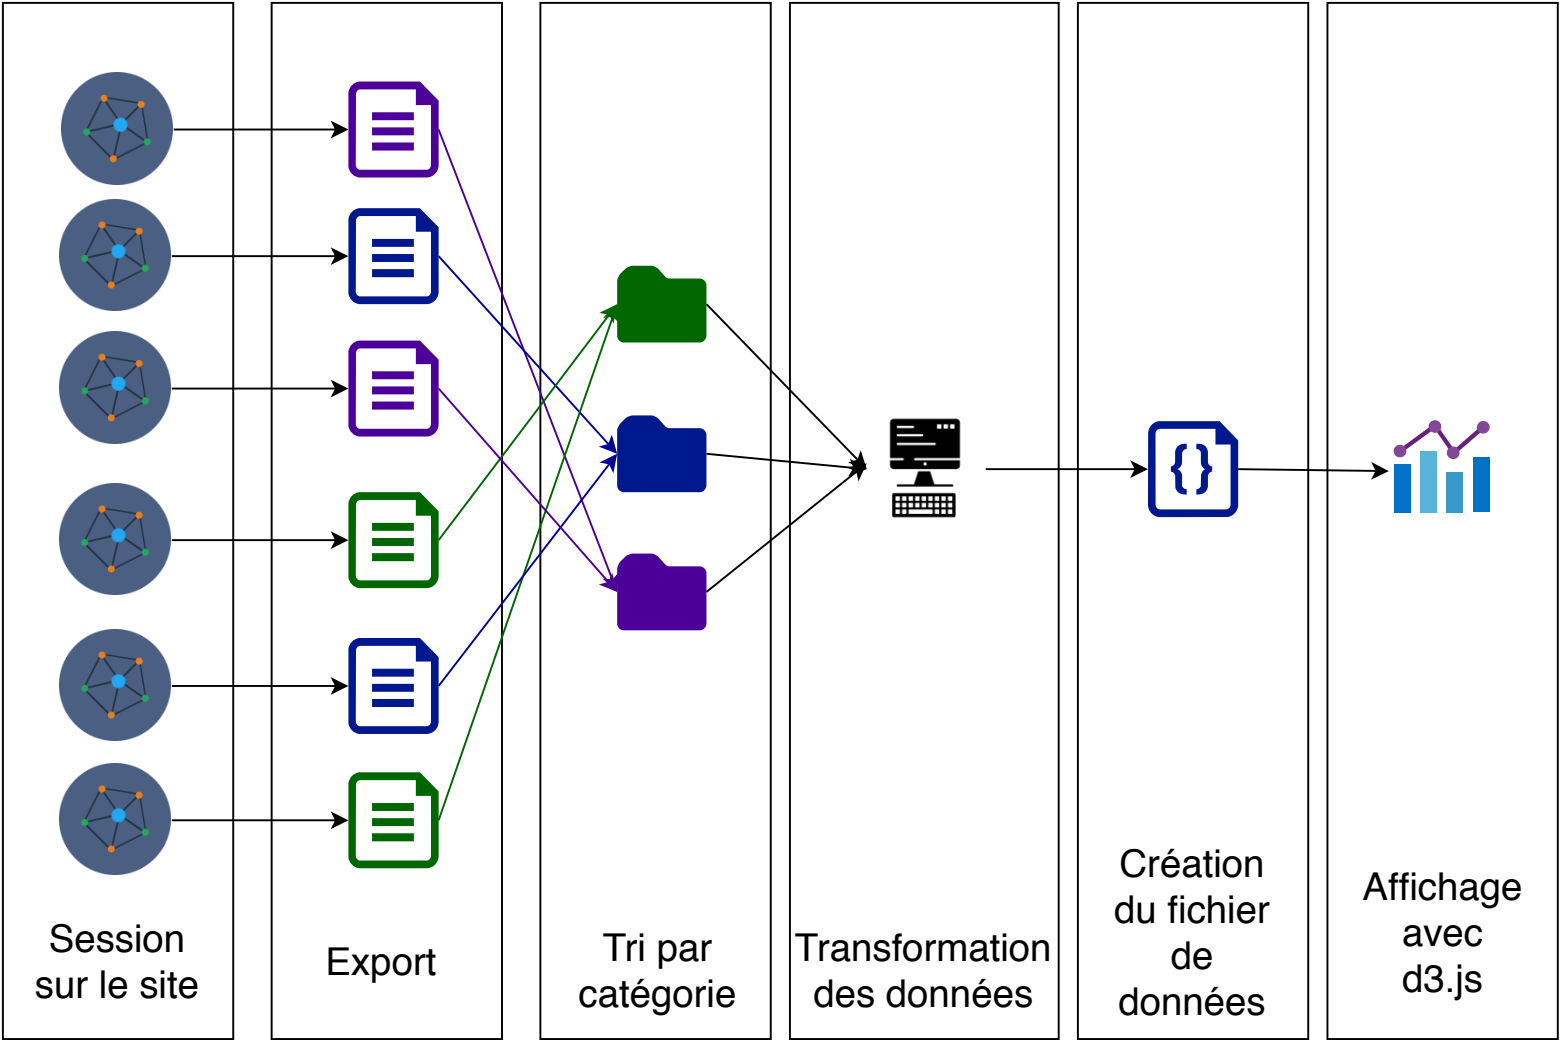 Session
sur le site
Export
Tri par
catégorie
Transformation
des données
{}
Création
du fichier
de
données
Affichage
avec
d3.js